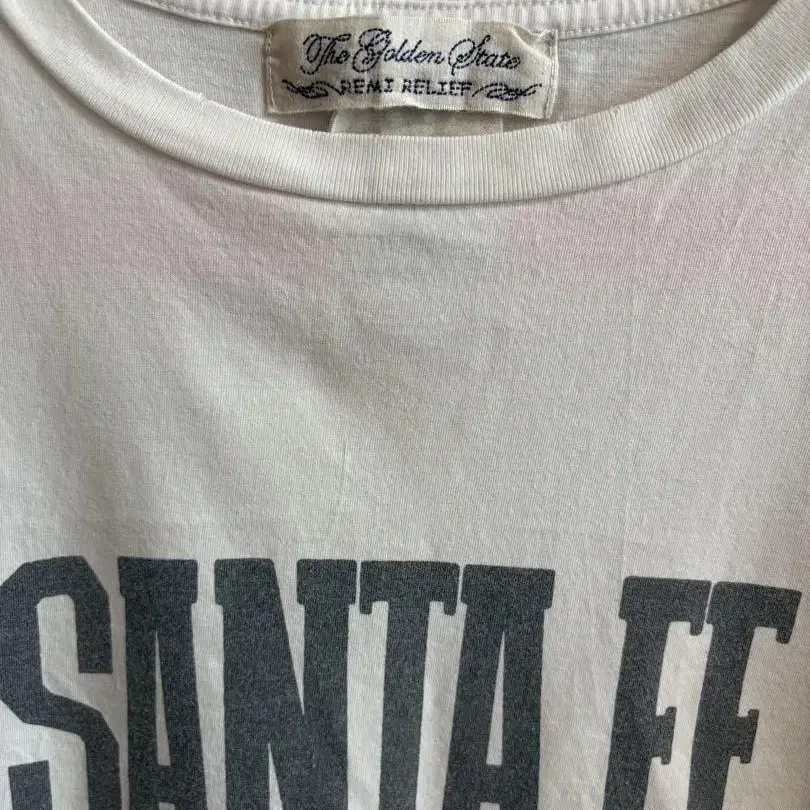 The Golden State
REMI RELIEF
SANTA FE